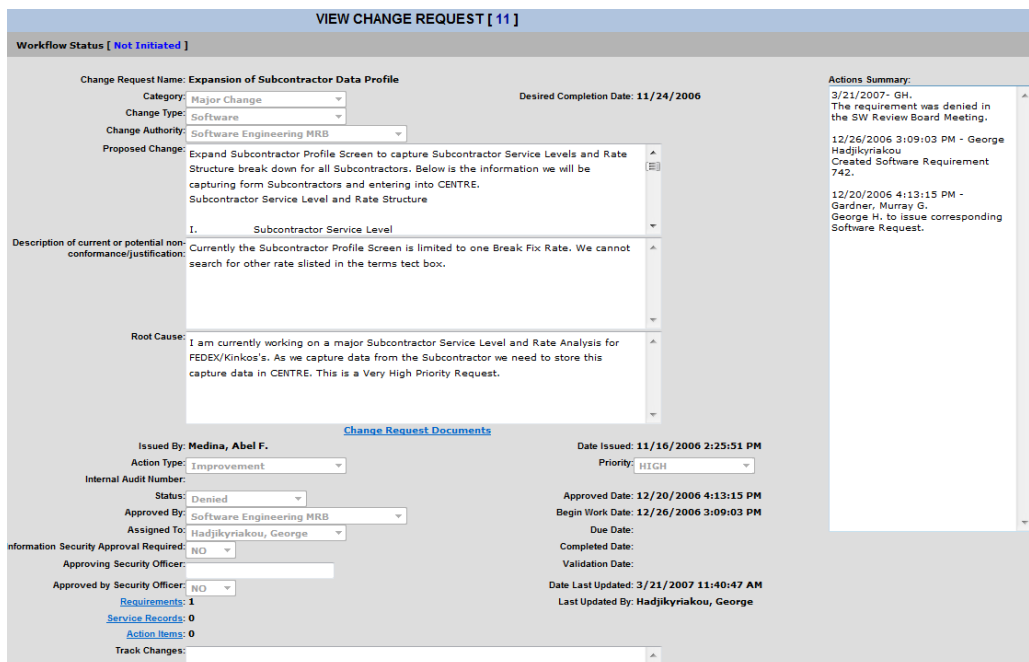 VIEW CHANGE REQUEST [ 11 ]
Workflow Status [ Not Initiated ]
Change Request Name: Expansion of Subcontractor Data Profile
Category: Major Change
Desired Completion Date: 11/24/2006
Change Type: Software
Change Authority: Software Engineering MRB
Proposed Change: Expand Subcontractor Profile Screen to capture Subcontractor Service Levels and Rate
Structure break down for all Subcontractors. Below is the information we will be
capturing form Subcontractors and entering into CENTRE.
Subcontractor Service Level and Rate Structure
I. Subcontractor Service Level
Description of current or potential non-
conformance/justification: Currently the Subcontractor Profile Screen is limited to one Break Fix Rate. We cannot
search for other rate slisted in the terms tect box.
Root Cause: I am currently working on a major Subcontractor Service Level and Rate Analysis for
FEDEX/Kinkos's. As we capture data from the Subcontractor we need to store this
capture data in CENTRE. This is a Very High Priority Request.
Change Request Documents
Issued By: Medina, Abel F.
Date Issued: 11/16/2006 2:25:51 PM
Action Type: Improvement
Priority: HIGH
Internal Audit Number:
Status: Denied
Approved Date: 12/20/2006 4:13:15 PM
Approved By: Software Engineering MRB
Begin Work Date: 12/26/2006 3:09:03 PM
Assigned To: Hadjikyriakou, George
Due Date:
nformation Security Approval Required: NO
Completed Date:
Approving Security Officer:
Validation Date:
Approved by Security Officer: NO
Date Last Updated: 3/21/2007 11:40:47 AM
Requirements: 1
Last Updated By: Hadjikyriakou, George
Service Records: 0
Action Items: 0
Track Changes:
Actions Summary:
3/21/2007- GH.
The requirement was denied in
the SW Review Board Meeting.
12/26/2006 3:09:03 PM - George
Hadjikyriakou
Created Software Requirement
742.
12/20/2006 4:13:15 PM -
Gardner, Murray G.
George H. to issue corresponding
Software Request.